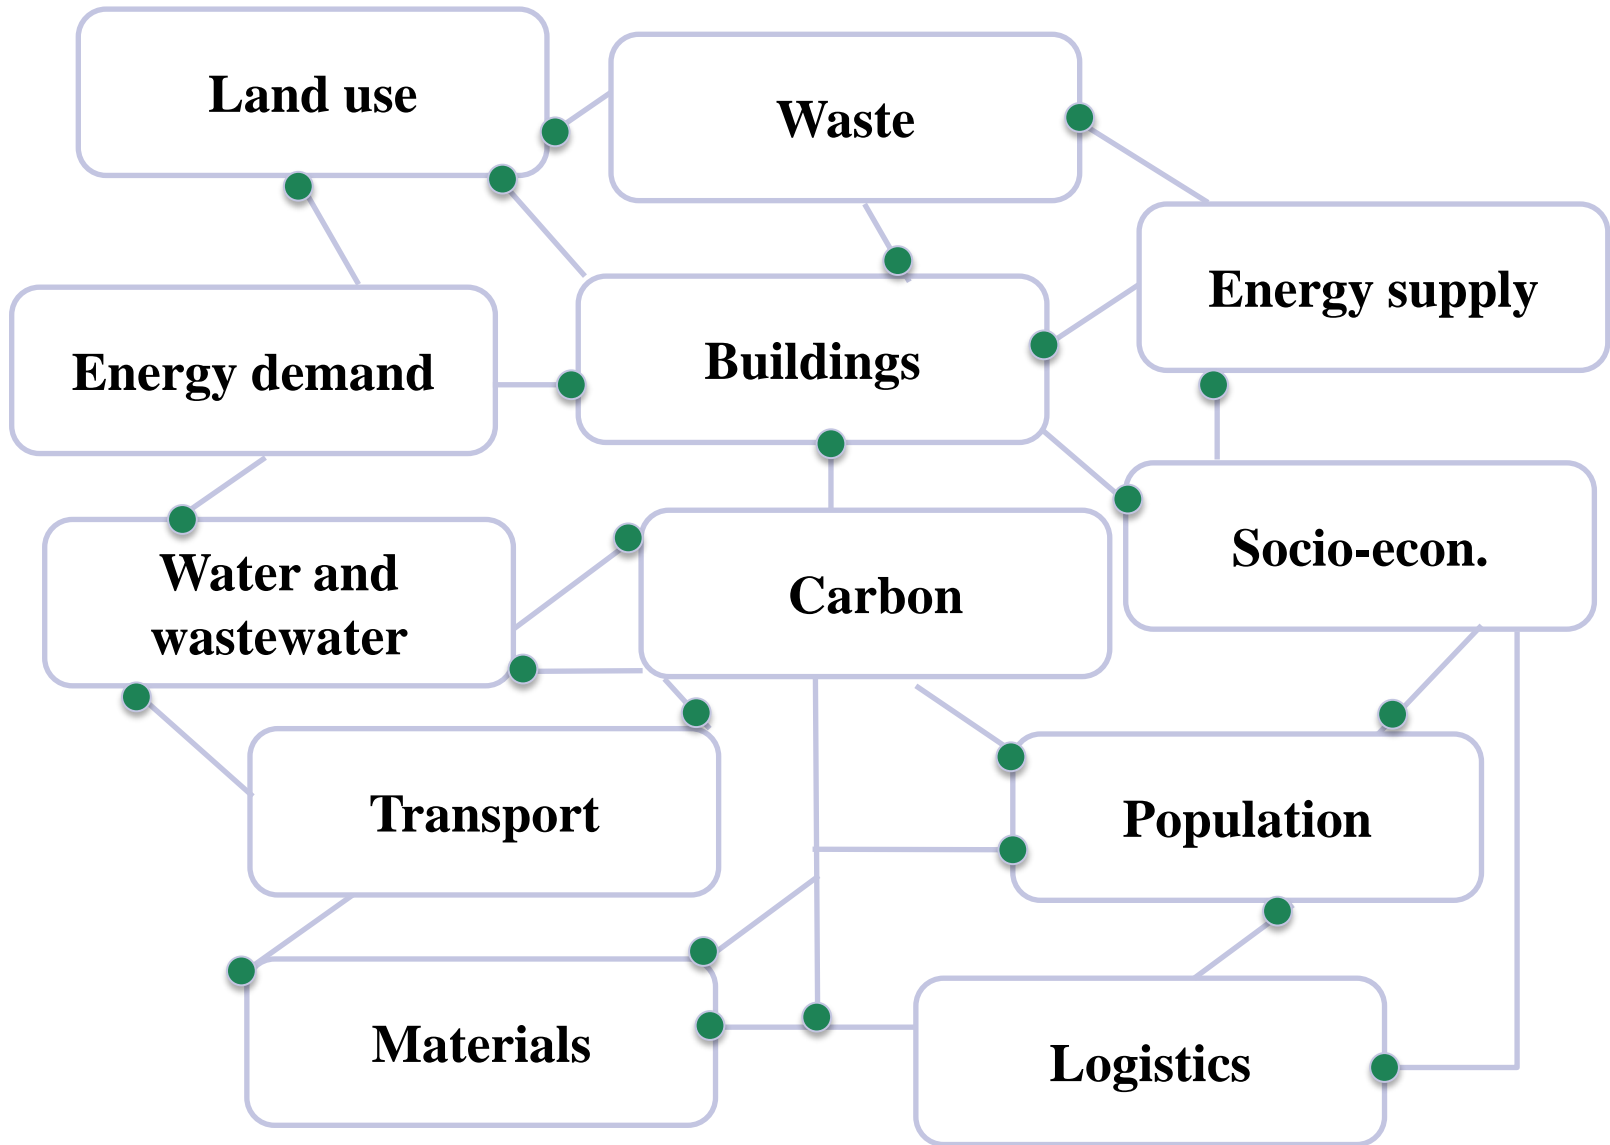 Land use
Waste
Energy supply
Energy demand
Buildings
Socio-econ.
Water and
wastewater
Carbon
Transport
Population
Materials
Logistics